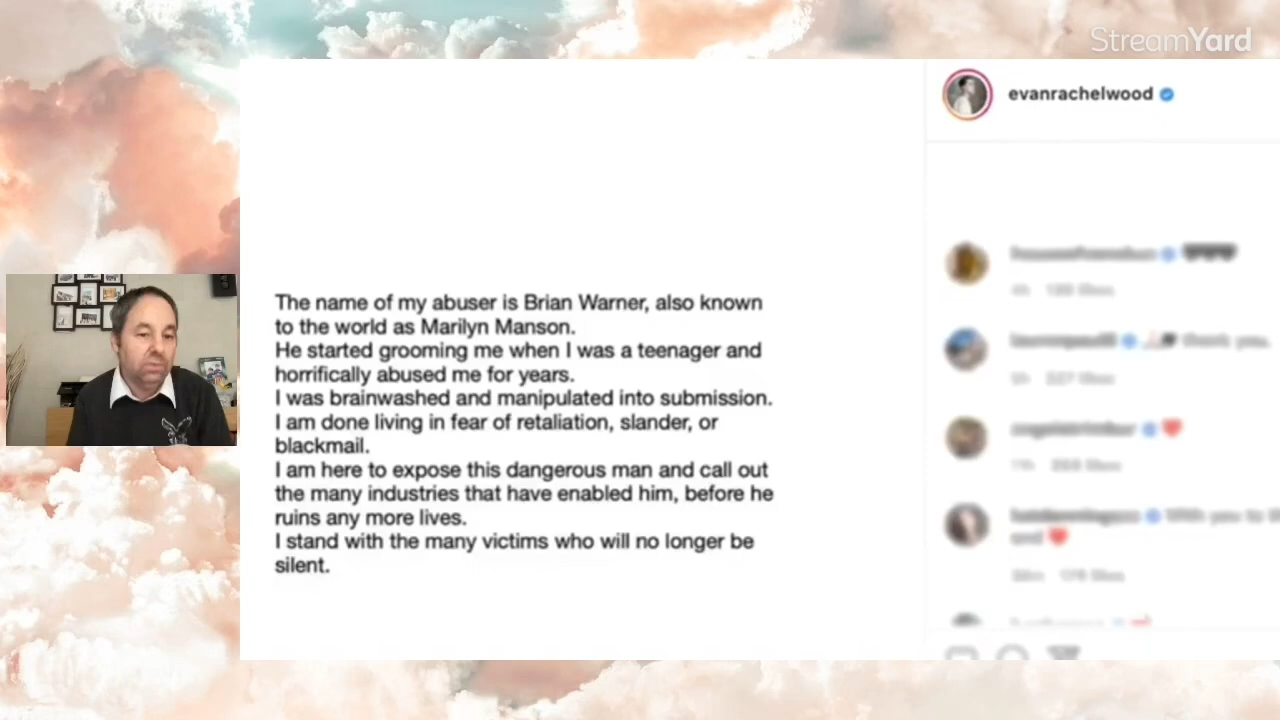 StreamYard
evanrachelwood
The name of my abuser is Brian Warner, also known
to the world as Marilyn Manson.
He started grooming me when I was a teenager and
horrifically abused me for years.
I was brainwashed and manipulated into submission.
I am done living in fear of retaliation, slander, or
blackmail.
I am here to expose this dangerous man and call out
the many industries that have enabled him, before he
ruins any more lives.
I stand with the many victims who will no longer be
silent.
thank you